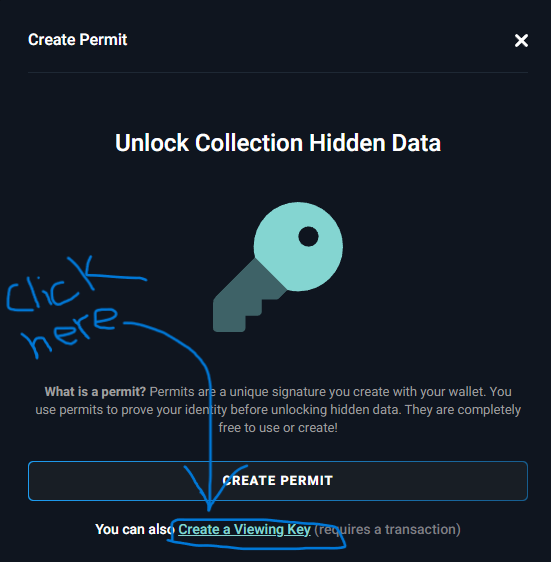 Create Permit
Unlock Collection Hidden Data
Click
here
What is a permit? Permits are a unique signature you create with your wallet. You
use permits to prove your identity before unlocking hidden data. They are completely
free to use or create!
CREATE PERMIT
You can also Create a Viewing Key (requires a transaction)